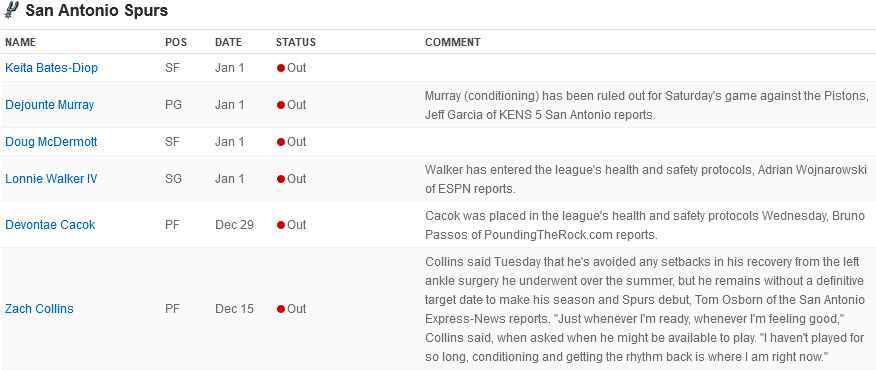 San Antonio Spurs
NAME POS DATE STATUS COMMENT
Keita Bates-Diop SF Jan 1 Out
Dejounte Murray PG Jan 1 Out Murray (conditioning) has been ruled out for Saturday's game against the Pistons,
Jeff Garcia of KENS 5 San Antonio reports.
Doug McDermott SF Jan 1 Out
Lonnie Walker IV SG Jan 1 Out Walker has entered the league's health and safety protocols, Adrian Wojnarowski
of ESPN reports.
Devontae Cacok PF Dec 29 Out Cacok was placed in the league's health and safety protocols Wednesday, Bruno
Passos of PoundingTheRock.com reports.
Zach Collins PF Dec 15 Out Collins said Tuesday that he's avoided any setbacks in his recovery from the left
ankle surgery he underwent over the summer, but he remains without a definitive
target date to make his season and Spurs debut, Tom Osborn of the San Antonio
Express-News reports. "Just whenever I'm ready, whenever I'm feeling good,"
Collins said, when asked when he might be available to play. "I haven't played for
so long, conditioning and getting the rhythm back is where I am right now."